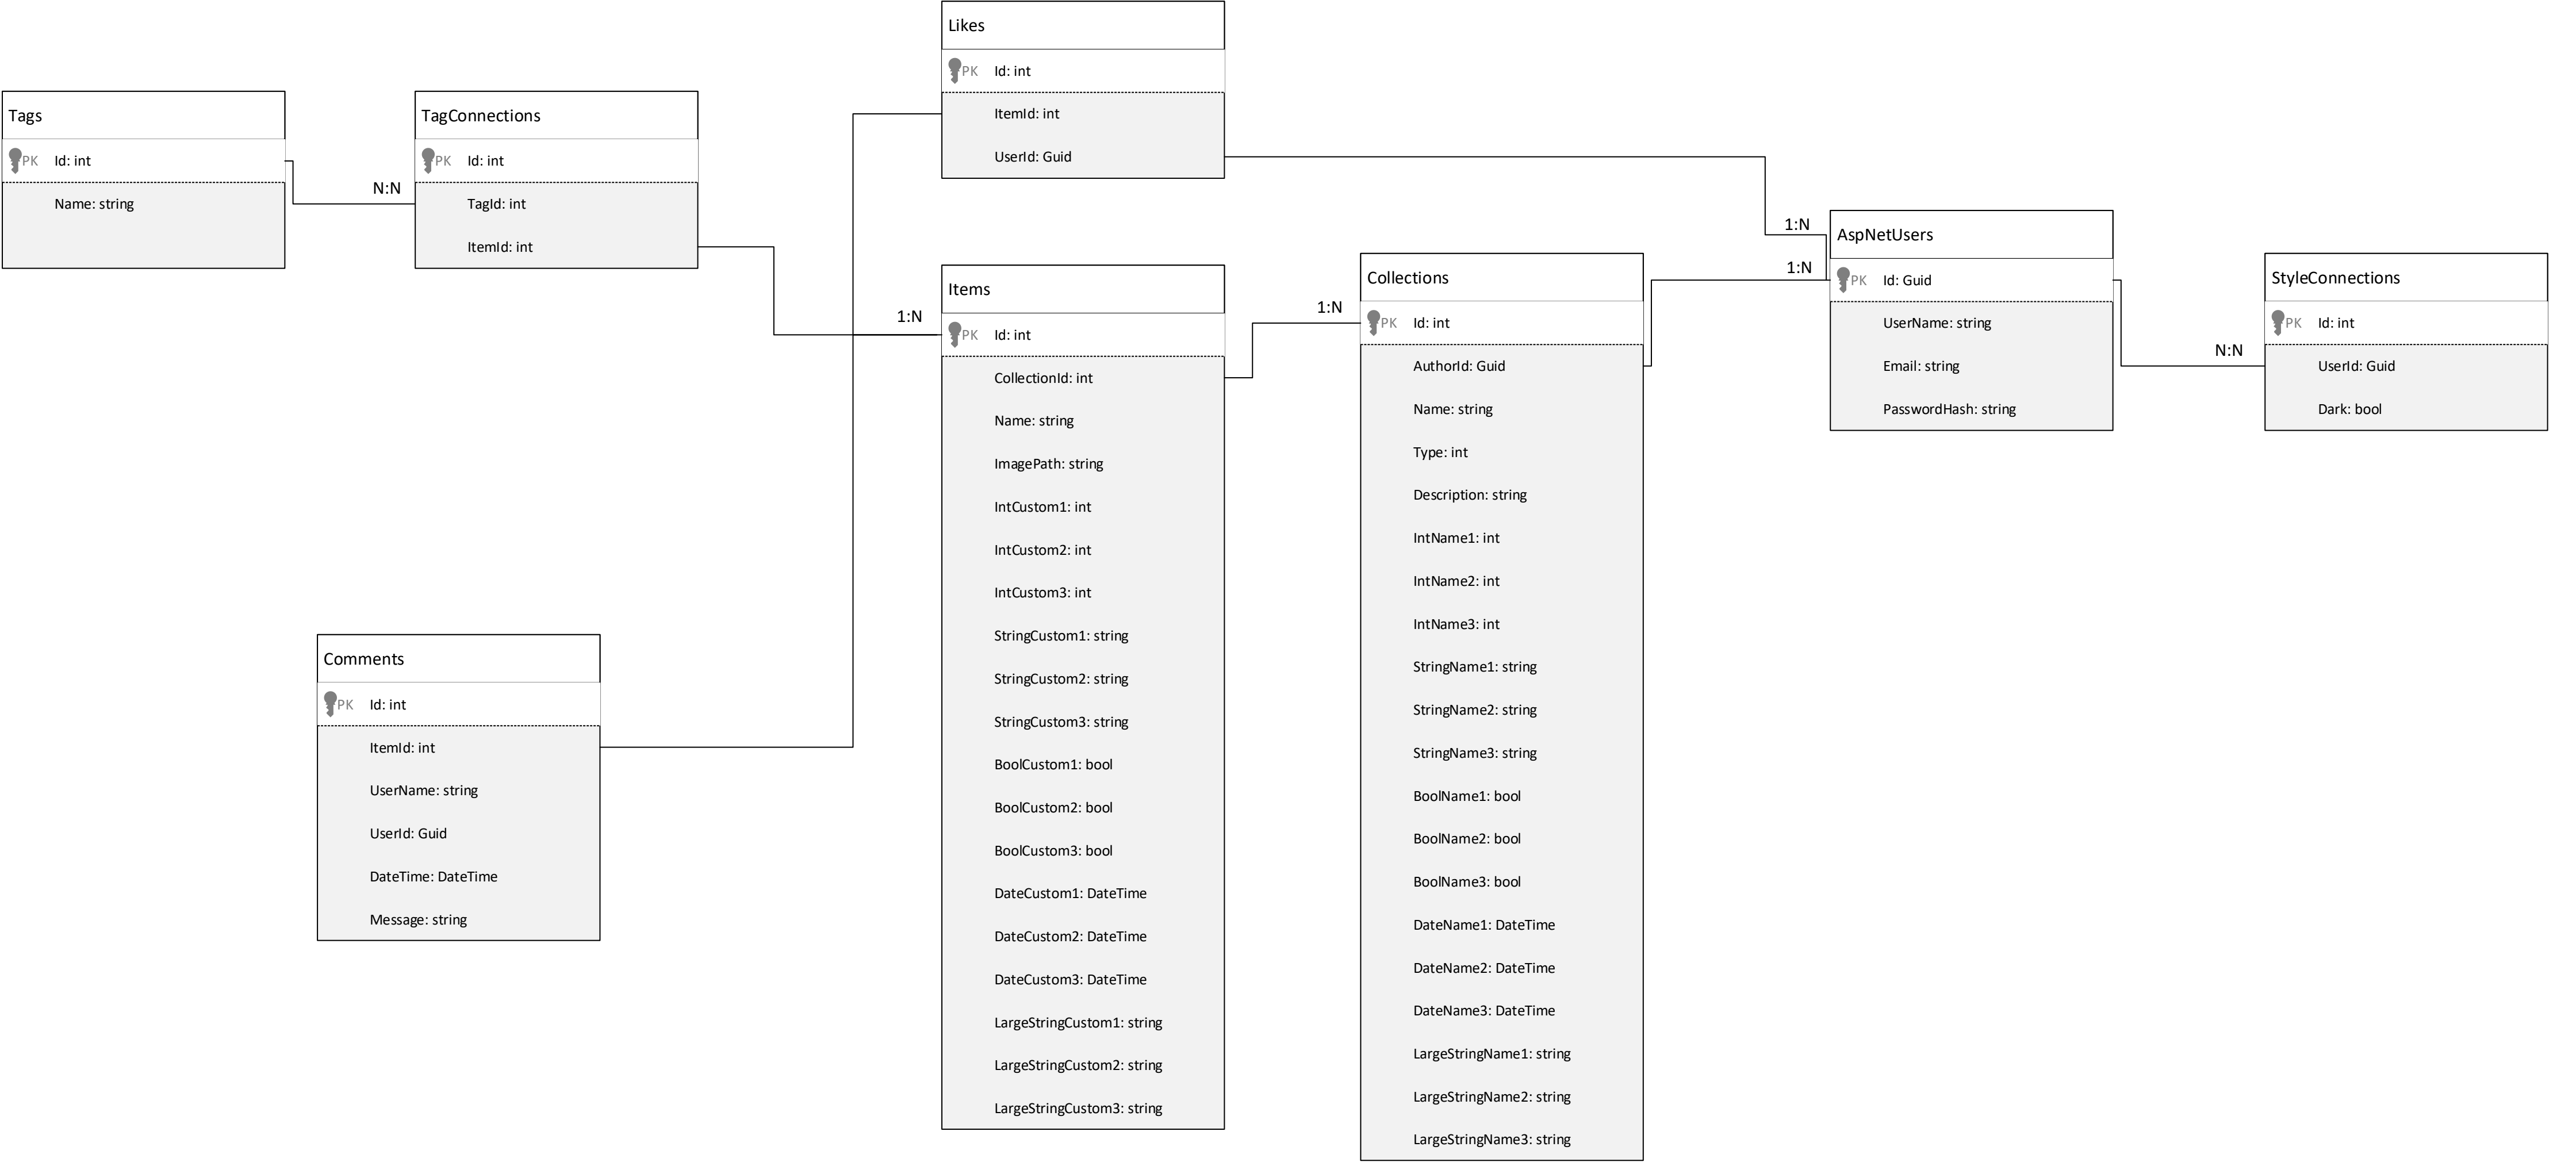 Likes
PK Id: int
ItemId: int
UserId: Guid
Tags
PK Id: int
Name: string
N:N
TagConnections
PK Id: int
TagId: int
ItemId: int
1:N
Items
PK Id: int
CollectionId: int
Name: string
ImagePath: string
IntCustom1: int
IntCustom2: int
IntCustom3: int
StringCustom1: string
StringCustom2: string
StringCustom3: string
BoolCustom1: bool
BoolCustom2: bool
BoolCustom3: bool
DateCustom1: DateTime
DateCustom2: DateTime
DateCustom3: DateTime
LargeStringCustom1: string
LargeStringCustom2: string
LargeStringCustom3: string
1:N
Collections
PK Id: int
AuthorId: Guid
Name: string
Type: int
Description: string
IntName1: int
IntName2: int
IntName3: int
StringName1: string
StringName2: string
StringName3: string
BoolName1: bool
BoolName2: bool
BoolName3: bool
DateName1: DateTime
DateName2: DateTime
DateName3: DateTime
LargeStringName1: string
LargeStringName2: string
LargeStringName3: string
1:N
1:N
AspNetUsers
PK Id: Guid
UserName: string
Email: string
PasswordHash: string
N:N
StyleConnections
PK Id: int
UserId: Guid
Dark: bool
Comments
PK Id: int
ItemId: int
UserName: string
UserId: Guid
DateTime: DateTime
Message: string